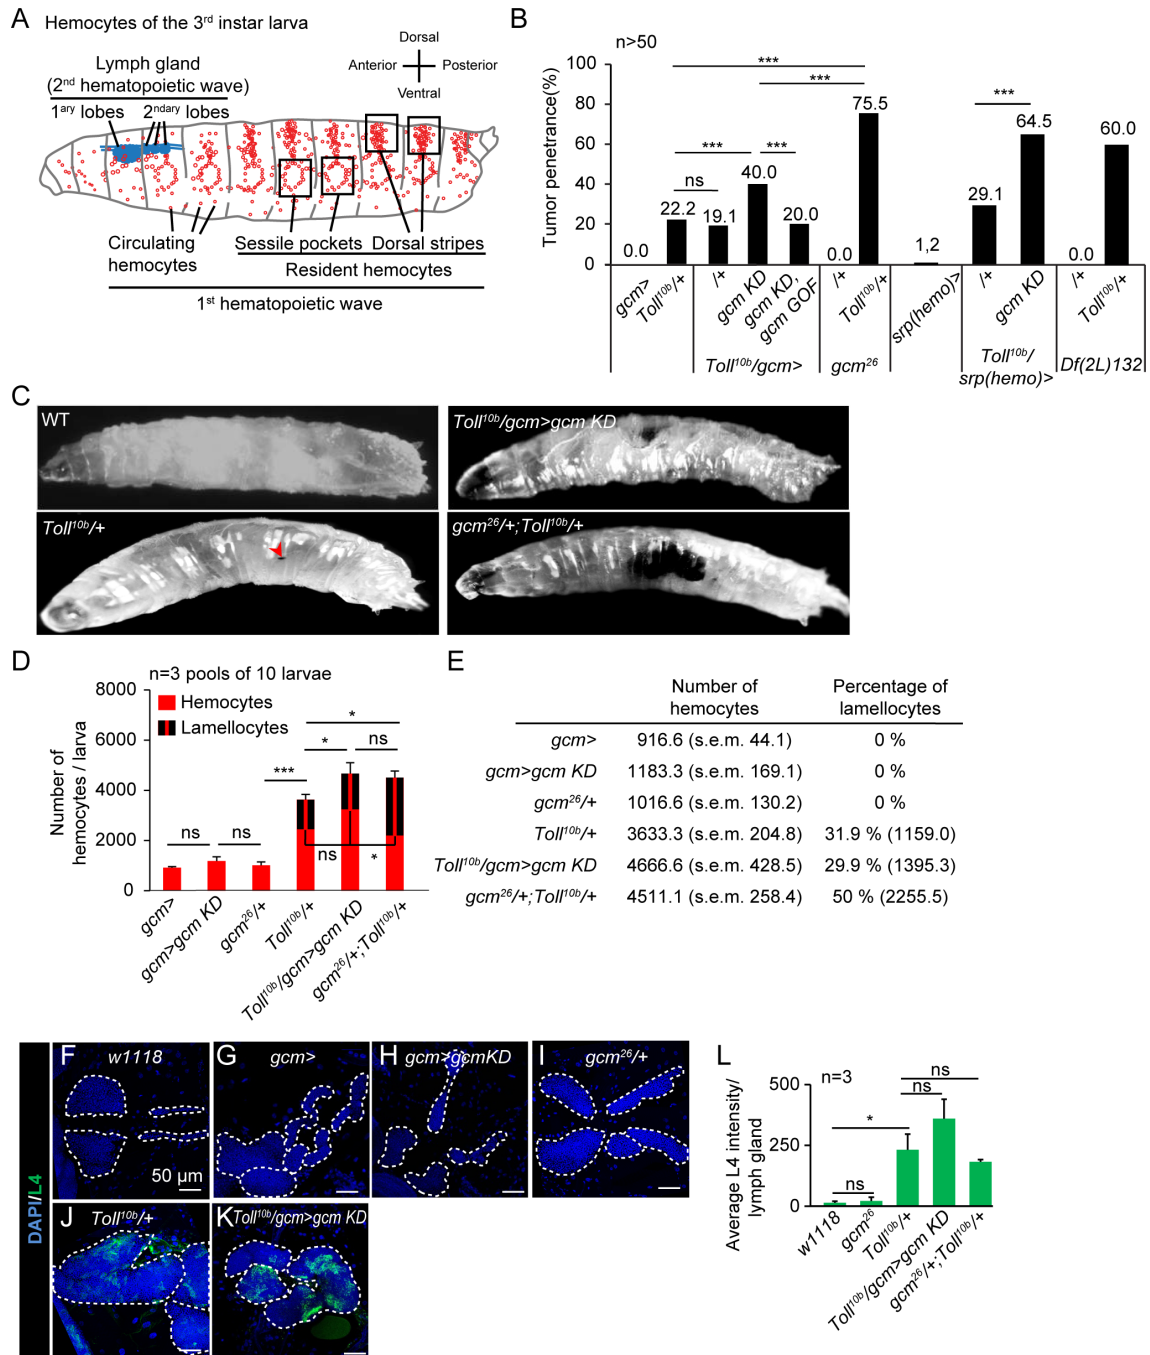 A
Hemocytes of the 3rd instar larva
Dorsal
Anterior
Posterior
Ventral
Lymph gland
(2nd hematopoietic wave)
1ary lobes
2ndary lobes
Circulating
hemocytes
Sessile pockets
Dorsal stripes
Resident hemocytes
1st hematopoietic wave
B
n>50
Tumor penetrance(%)
100
80
60
40
20
0
***
***
***
***
ns
***
0.0
22.2
19.1
40.0
20.0
0.0
75.5
1,2
29.1
64.5
0.0
60.0
gcm>
Toll10b/+
/+
gcm KD
gcm KD,
gcm GOF
/+
Toll10b/+
srp(hemo)>
/+
gcm KD
/+
Toll10b/+
Toll10b/gcm>
gcm26
Toll10b/
srp(hemo)>
Df(2L)132
C
WT
Toll10b/gcm>gcm KD
Toll10b/+
gcm26/+;Toll10b/+
D
n=3 pools of 10 larvae
Number of
hemocytes / larva
8000
6000
4000
2000
0
Hemocytes
Lamellocytes
*
*
ns
***
ns
ns
ns
*
gcm>
gcm>gcm KD
gcm26/+
Toll10b/+
Toll10b/gcm>gcm KD
gcm26/+;Toll10b/+
E
Number of
hemocytes
Percentage of
lamellocytes
gcm> 916.6 (s.e.m. 44.1) 0 %
gcm>gcm KD 1183.3 (s.e.m. 169.1) 0 %
gcm26/+ 1016.6 (s.e.m. 130.2) 0 %
Toll10b/+ 3633.3 (s.e.m. 204.8) 31.9 % (1159.0)
Toll10b/gcm>gcm KD 4666.6 (s.e.m. 428.5) 29.9 % (1395.3)
gcm26/+;Toll10b/+ 4511.1 (s.e.m. 258.4) 50 % (2255.5)
DAPI/L4
F
w1118
50 µm
G
gcm>
H
gcm>gcmKD
I
gcm26/+
J
Toll10b/+
K
Toll10b/gcm>gcm KD
L
n=3
Average L4 intensity/
lymph gland
500
250
0
ns
ns
*
ns
w1118
gcm26
Toll10b/+
Toll10b/gcm>gcm KD
gcm26/+;Toll10b/+